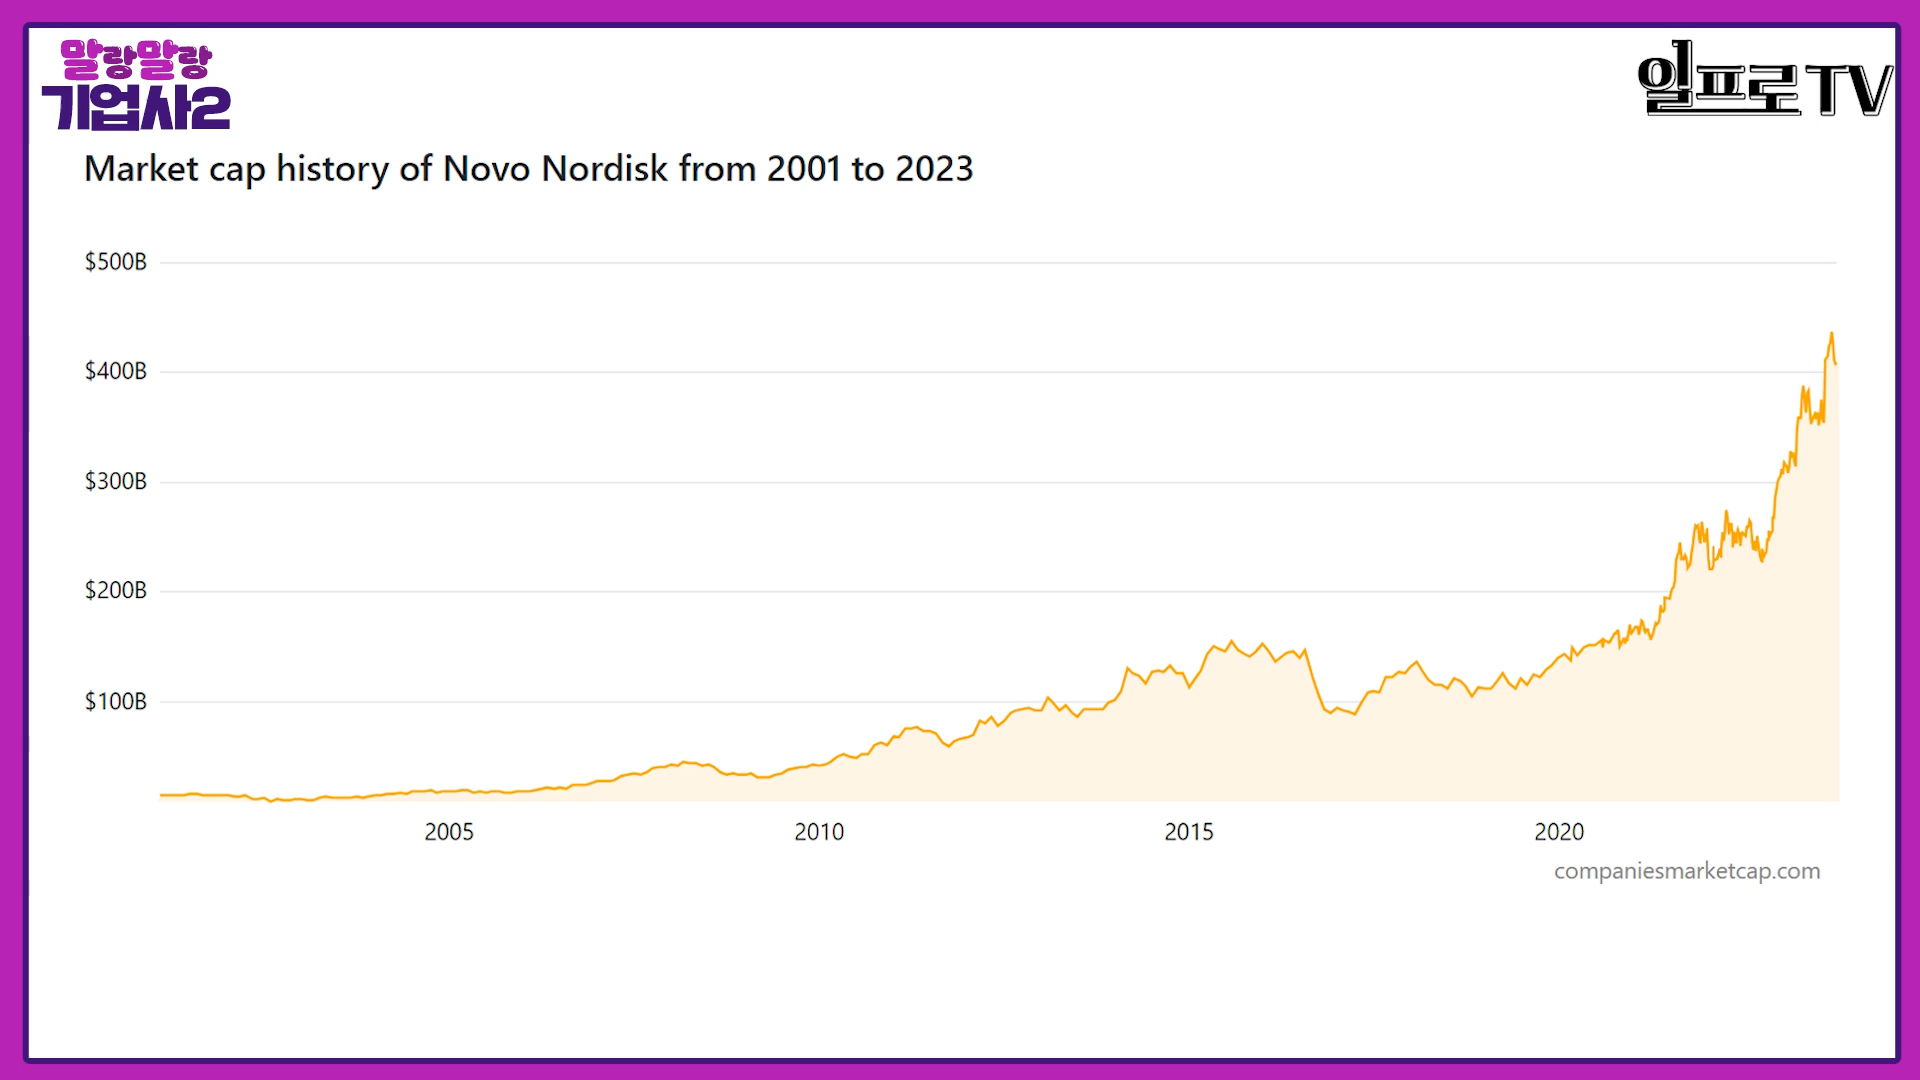 말랑말랑
기업사2
일프로TV
Market cap history of Novo Nordisk from 2001 to 2023
$500B
$400B
$300B
$200B
$100B
2005 2010 2015 2020
companiesmarketcap.com